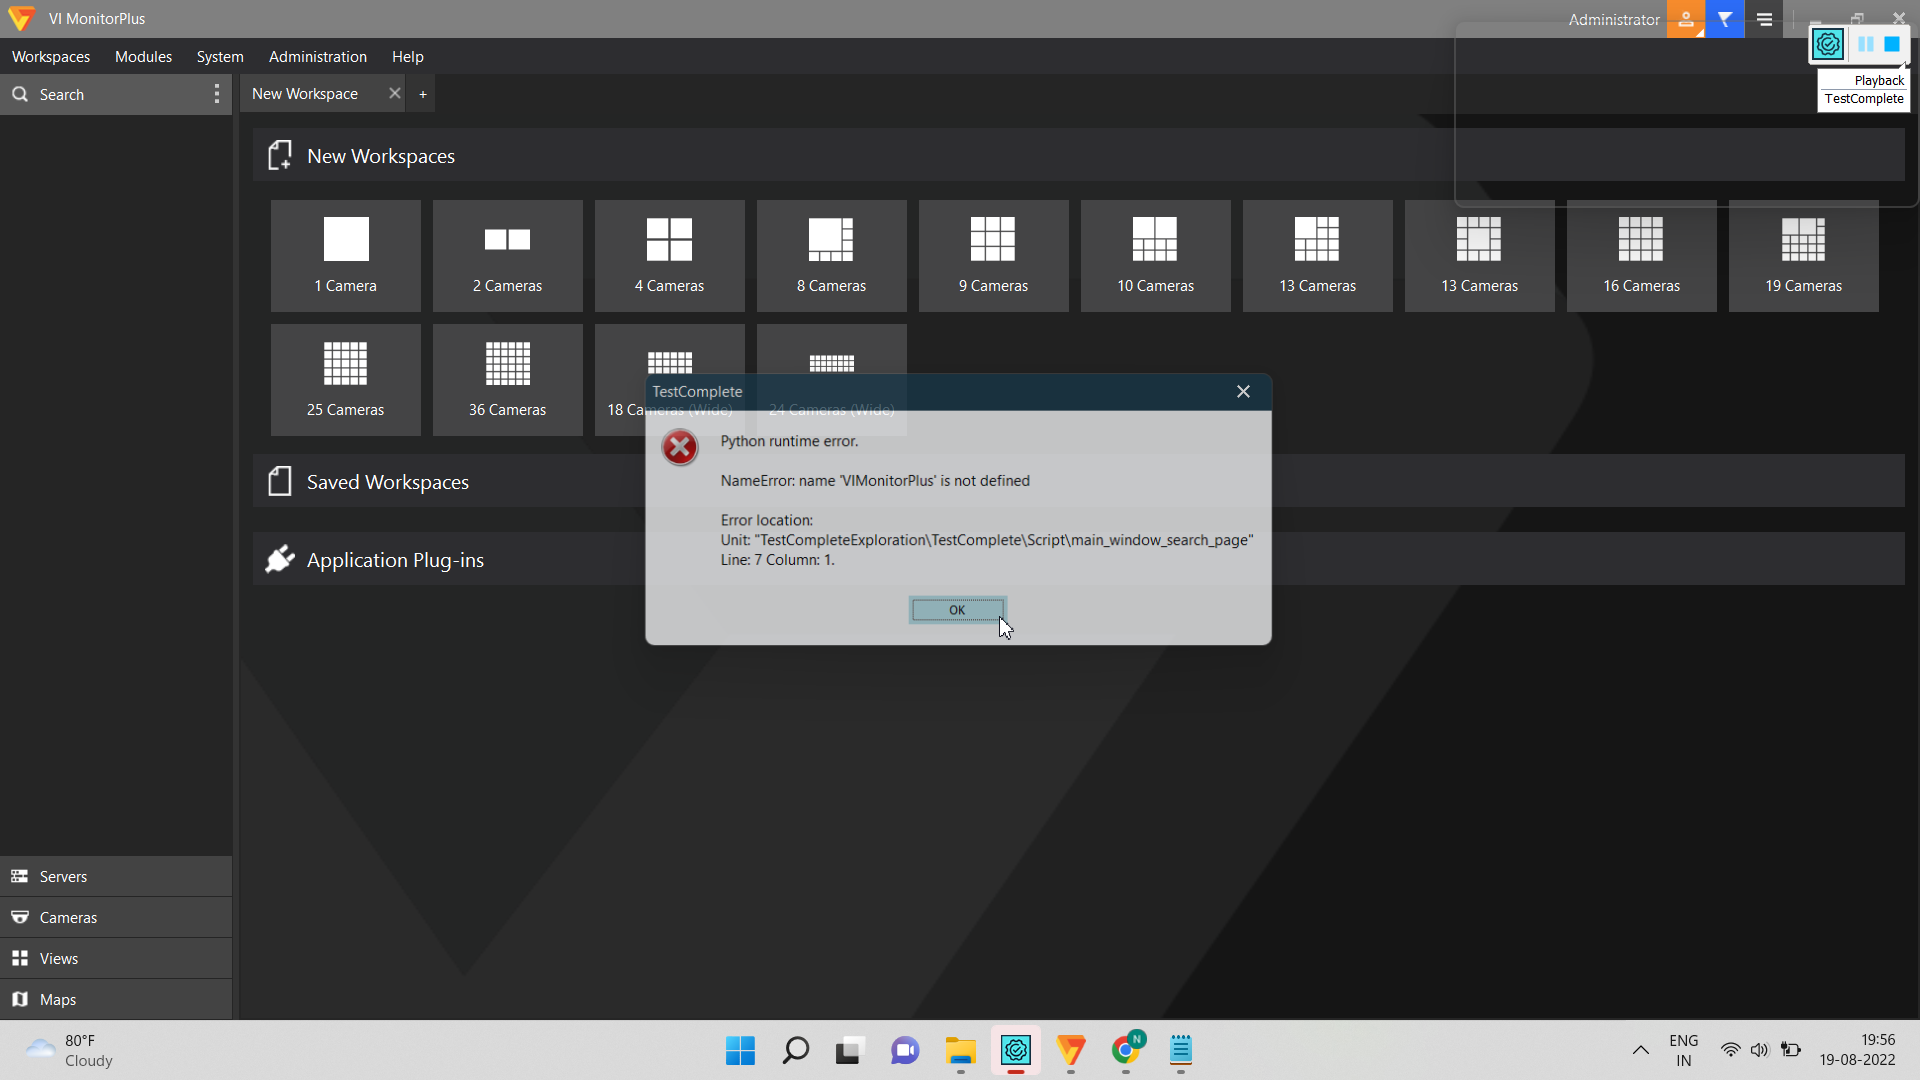 VI MonitorPlus
Administrator
Workspaces Modules System Administration Help
Playback
TestComplete
Search
New Workspace
+
New Workspaces
1 Camera
2 Cameras
4 Cameras
8 Cameras
9 Cameras
10 Cameras
13 Cameras
13 Cameras
16 Cameras
19 Cameras
25 Cameras
36 Cameras
18 Cameras (Wide)
24 Cameras (Wide)
TestComplete
Python runtime error.
NameError: name 'VIMonitorPlus' is not defined
Error location:
Unit: "TestCompleteExploration\TestComplete\Script\main_window_search_page"
Line: 7 Column: 1.
OK
Saved Workspaces
Application Plug-ins
Servers
Cameras
Views
Maps
80°F
Cloudy
N
ENG
IN
19:56
19-08-2022